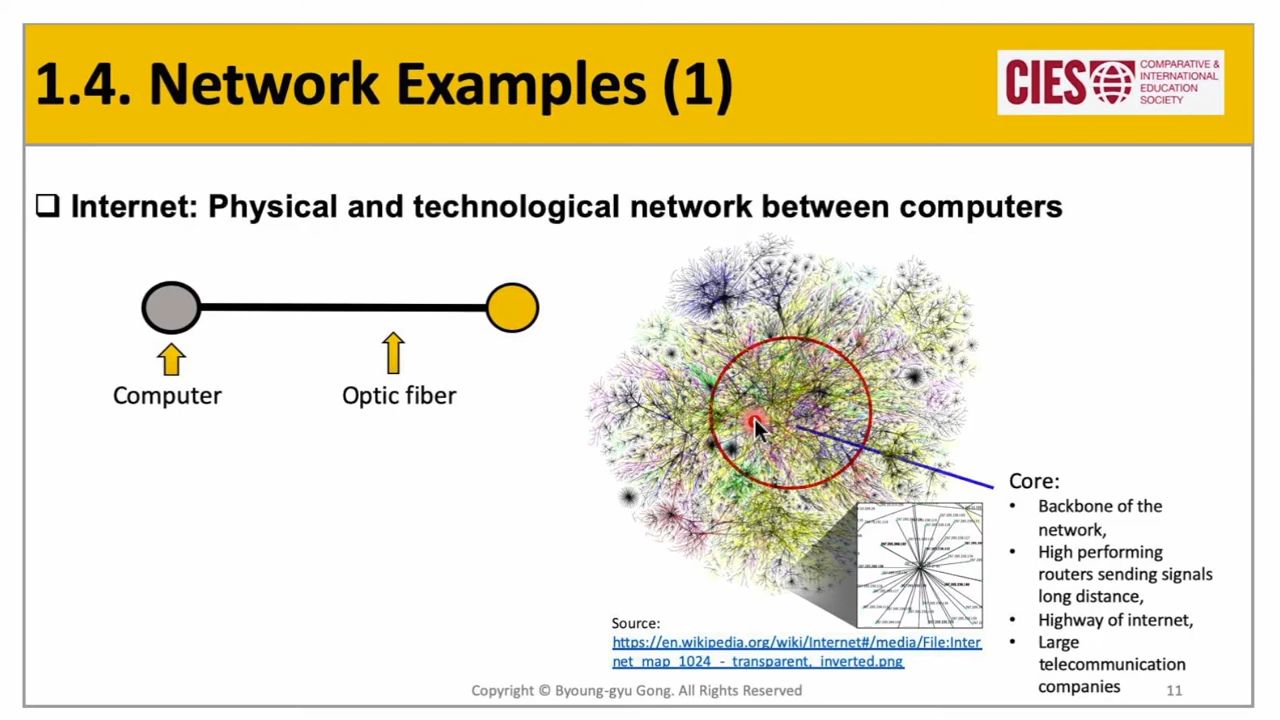 1.4. Network Examples (1)
CIES
COMPARATIVE &
INTERNATIONAL
EDUCATION
SOCIETY
❑ Internet: Physical and technological network between computers
Computer
Optic fiber
Core:
• Backbone of the
network,
• High performing
routers sending signals
long distance,
• Highway of internet,
• Large
telecommunication
companies
Source:
https://en.wikipedia.org/wiki/Internet#/media/File:Inter
net_map_1024_-_transparent,_inverted.png
Copyright © Byoung-gyu Gong. All Rights Reserved
11